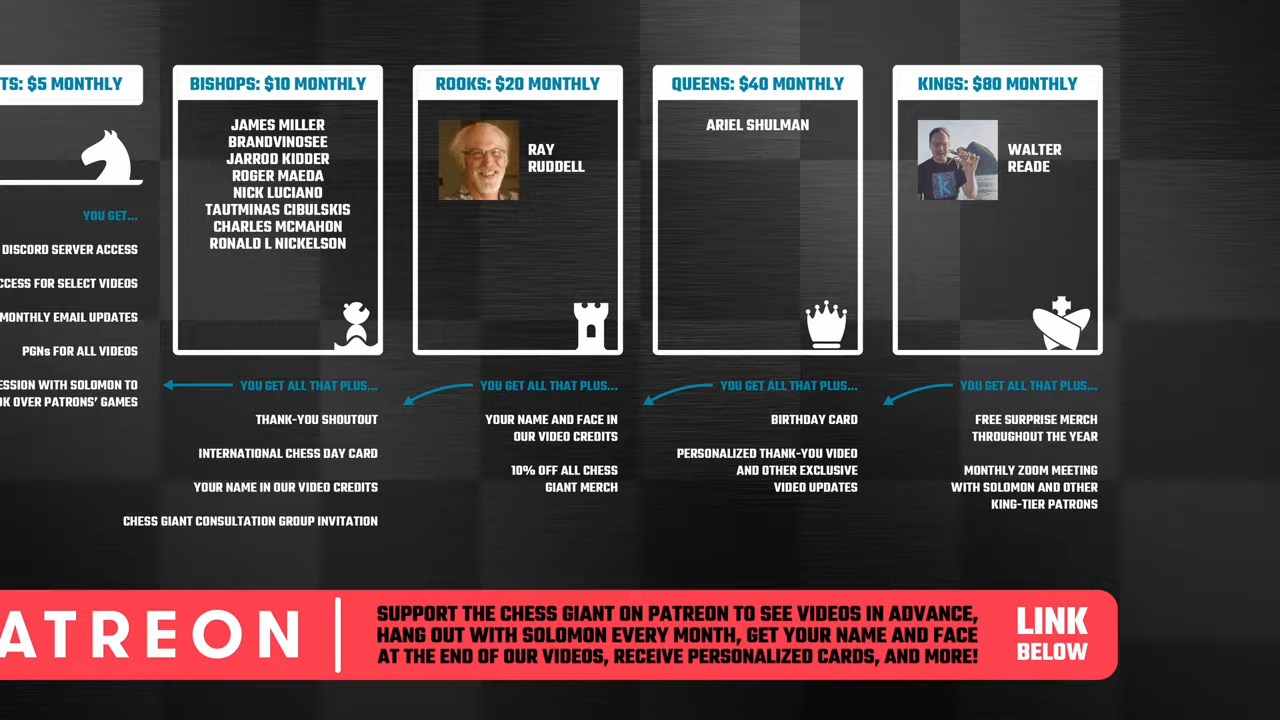 TS: $5 MONTHLY
YOU GET...
DISCORD SERVER ACCESS
CCESS FOR SELECT VIDEOS
MONTHLY EMAIL UPDATES
PGNs FOR ALL VIDEOS
ESSION WITH SOLOMON TO
OK OVER PATRONS' GAMES
BISHOPS: $10 MONTHLY
JAMES MILLER
BRANDVINOSEE
JARROD KIDDER
ROGER MAEDA
NICK LUCIANO
TAUTMINAS CIBULSKIS
CHARLES MCMAHON
RONALD L NICKELSON
YOU GET ALL THAT PLUS...
THANK-YOU SHOUTOUT
INTERNATIONAL CHESS DAY CARD
YOUR NAME IN OUR VIDEO CREDITS
CHESS GIANT CONSULTATION GROUP INVITATION
ROOKS: $20 MONTHLY
RAY
RUDDELL
YOU GET ALL THAT PLUS...
YOUR NAME AND FACE IN
OUR VIDEO CREDITS
10% OFF ALL CHESS
GIANT MERCH
QUEENS: $40 MONTHLY
ARIEL SHULMAN
YOU GET ALL THAT PLUS...
BIRTHDAY CARD
PERSONALIZED THANK-YOU VIDEO
AND OTHER EXCLUSIVE
VIDEO UPDATES
KINGS: $80 MONTHLY
WALTER
READE
YOU GET ALL THAT PLUS...
FREE SURPRISE MERCH
THROUGHOUT THE YEAR
MONTHLY ZOOM MEETING
WITH SOLOMON AND OTHER
KING-TIER PATRONS
ATREON
SUPPORT THE CHESS GIANT ON PATREON TO SEE VIDEOS IN ADVANCE,
HANG OUT WITH SOLOMON EVERY MONTH, GET YOUR NAME AND FACE
AT THE END OF OUR VIDEOS, RECEIVE PERSONALIZED CARDS, AND MORE!
LINK
BELOW